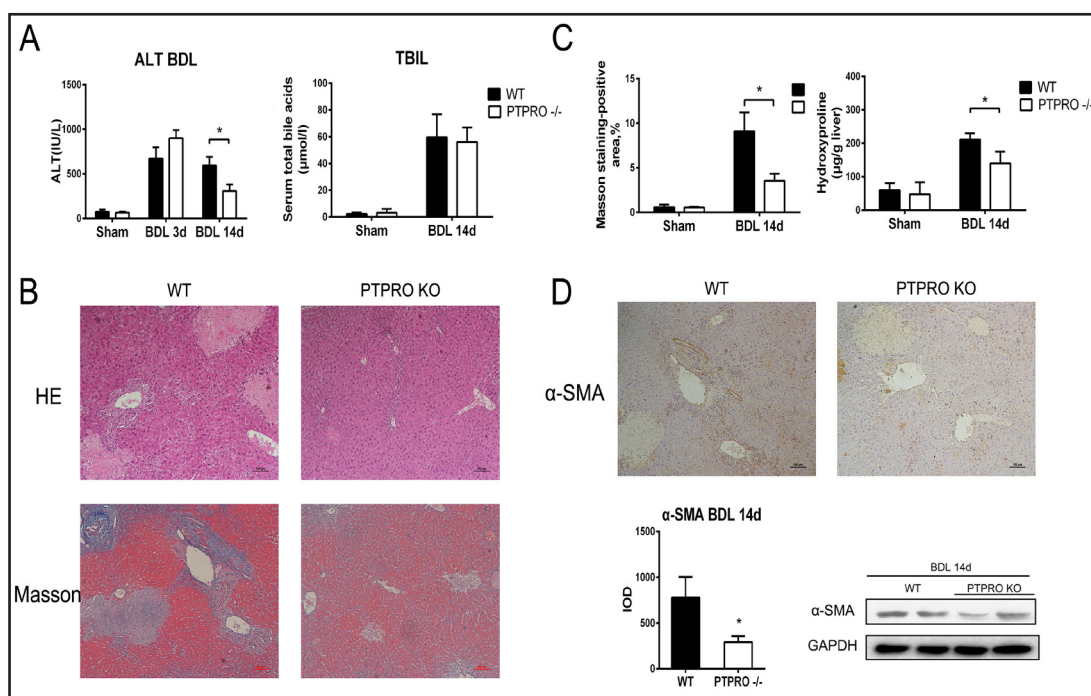 A
ALT BDL
ALT(IU/L)
1500
1000
500
0
Sham
BDL 3d
BDL 14d
*
TBIL
Serum total bile acids
(μmol/l)
100
80
60
40
20
0
Sham
BDL 14d
WT
PTPRO -/-
C
Masson staining-positive
area,%
15
10
5
0
Sham
BDL 14d
*
Hydroxyproline
(μg/g liver)
400
300
200
100
0
Sham
BDL 14d
*
WT
PTPRO -/-
B
WT
PTPRO KO
HE
Masson
D
WT
PTPRO KO
α-SMA
α-SMA BDL 14d
IOD
1500
1000
500
0
WT
PTPRO -/-
*
BDL 14d
WT
PTPRO KO
α-SMA
GAPDH